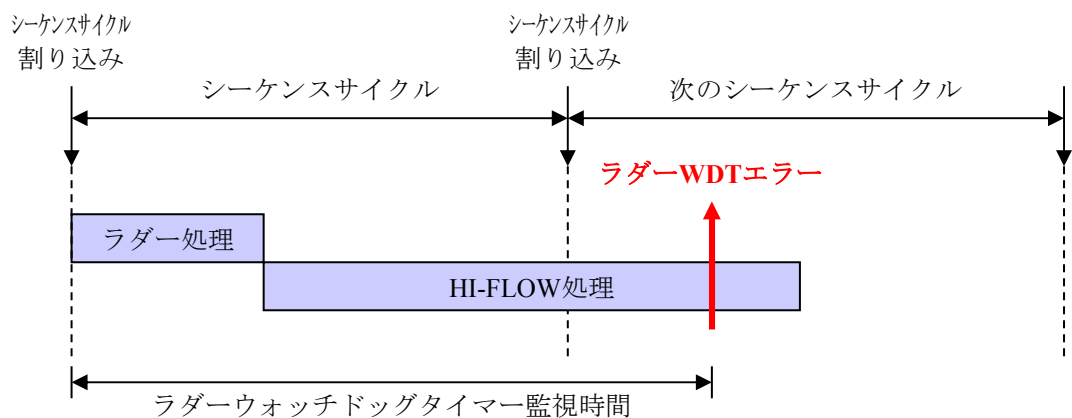 シーケンスサイクル
割り込み
シーケンスサイクル
割り込み
シーケンスサイクル
次のシーケンスサイクル
ラダーWDTエラー
ラダー処理
HI-FLOW処理
ラダーウォッチドッグタイマー監視時間